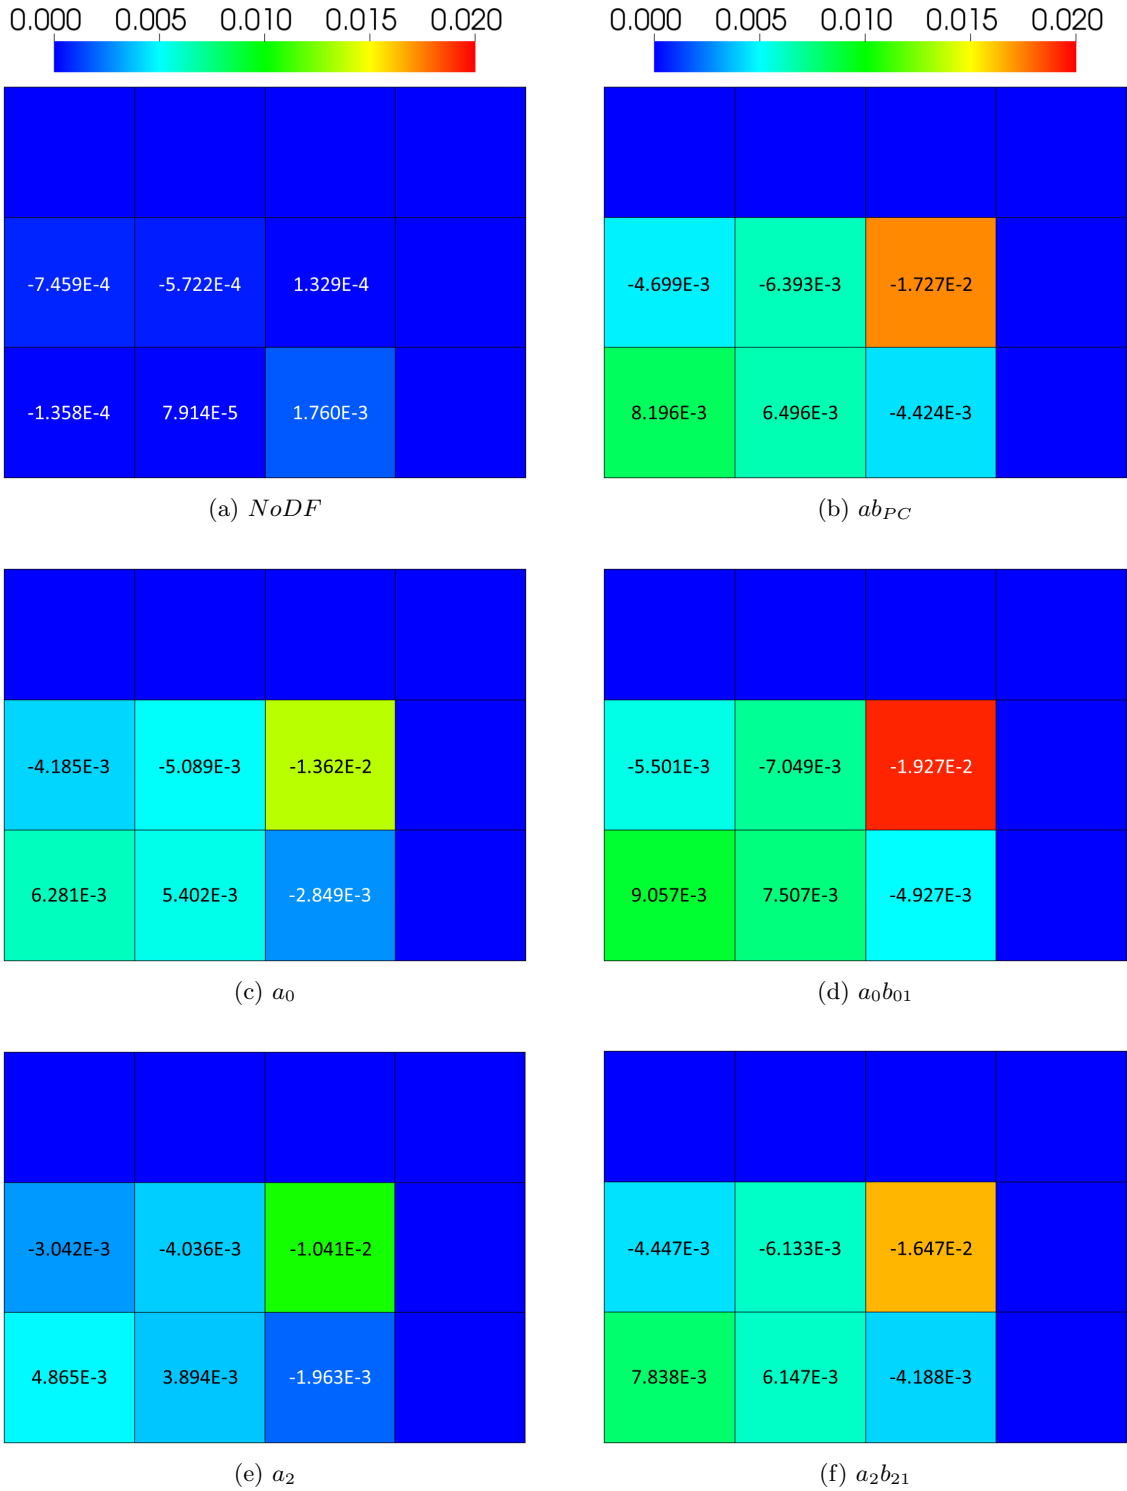 0.000 0.005 0.010 0.015 0.020
0.000 0.005 0.010 0.015 0.020
-7.459E-4 -5.722E-4 1.329E-4
-1.358E-4 7.914E-5 1.760E-3
(a) NoDF
-4.699E-3 -6.393E-3 -1.727E-2
8.196E-3 6.496E-3 -4.424E-3
(b) ab_PC
-4.185E-3 -5.089E-3 -1.362E-2
6.281E-3 5.402E-3 -2.849E-3
(c) a_0
-5.501E-3 -7.049E-3 -1.927E-2
9.057E-3 7.507E-3 -4.927E-3
(d) a_0b_01
-3.042E-3 -4.036E-3 -1.041E-2
4.865E-3 3.894E-3 -1.963E-3
(e) a_2
-4.447E-3 -6.133E-3 -1.647E-2
7.838E-3 6.147E-3 -4.188E-3
(f) a_2b_21